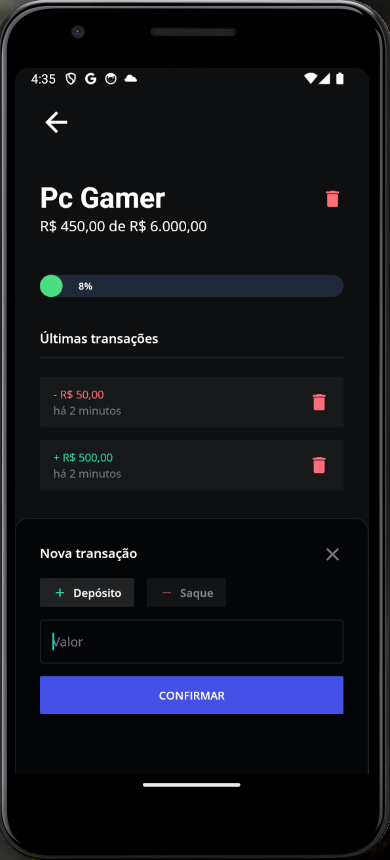 4:35
Pc Gamer
R$ 450,00 de R$ 6.000,00
8%
Últimas transações
- R$ 50,00
há 2 minutos
+ R$ 500,00
há 2 minutos
Nova transação
+ Depósito
− Saque
Valor
CONFIRMAR